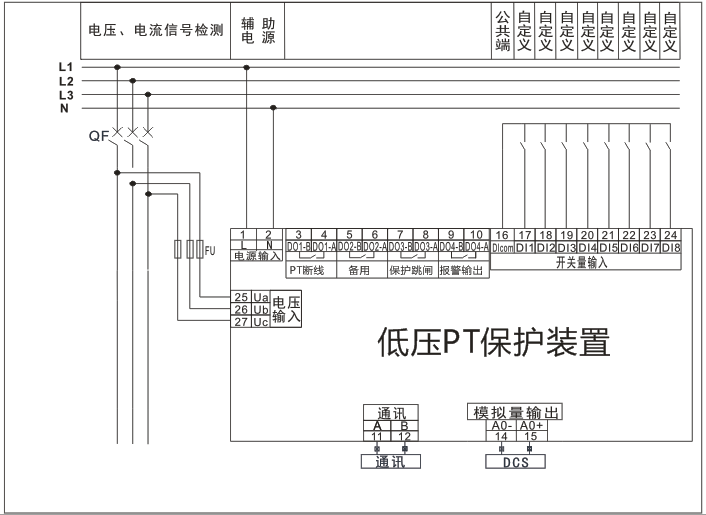 电压、电流信号检测
辅助
电源
公共端
自定义
自定义
自定义
自定义
自定义
自定义
自定义
自定义
L1
L2
L3
N
QF
FU
1 2 3 4 5 6 7 8 9 10 16 17 18 19 20 21 22 23 24
L N DO1-B DO1-A DO2-B DO2-A DO3-B DO3-A DO4-B DO4-A DIcom DI1 DI2 DI3 DI4 DI5 DI6 DI7 DI8
电源输入 PT断线 备用 保护跳闸 报警输出 开关量输入
25 Ua
26 Ub
27 Uc
电压
输入
低压PT保护装置
通讯
A B
11 12
通讯
模拟量输出
A0- A0+
14 15
DCS